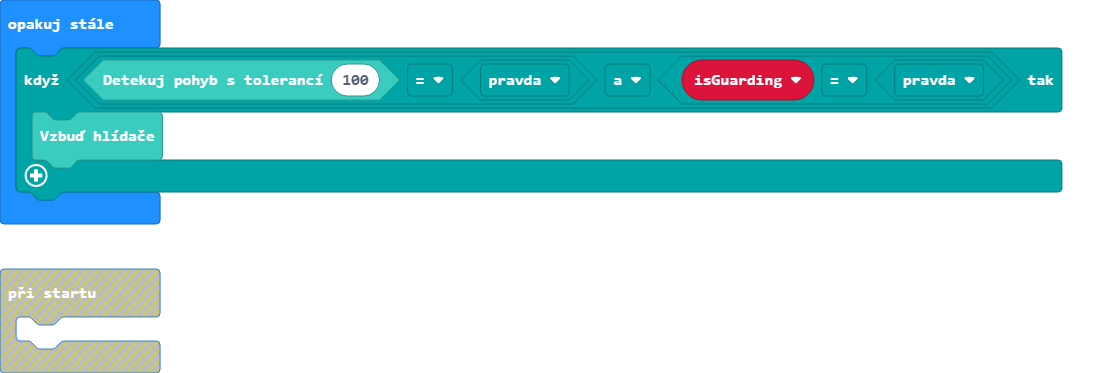 opakuj stále
když Detekuj pohyb s tolerancí 100 = pravda a isGuarding = pravda tak
Vzbuď hlídače
při startu